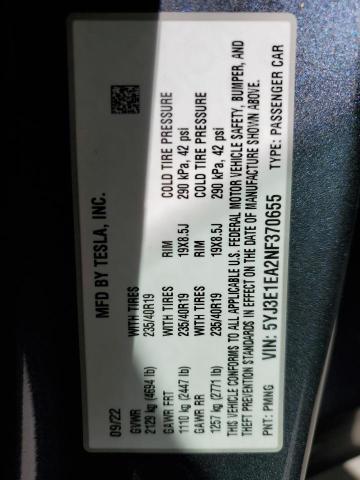 MFD BY TESLA, INC.
09/22
GVWR WITH TIRES RIM COLD TIRE PRESSURE
2129 kg (4694 lb) 235/40R19 19X8.5J 290 kPa, 42 psi
GAWR FRT WITH TIRES RIM COLD TIRE PRESSURE
1110 kg (2447 lb) 235/40R19 19X8.5J 290 kPa, 42 psi
GAWR RR
1257 kg (2771 lb)
THIS VEHICLE CONFORMS TO ALL APPLICABLE U.S. FEDERAL MOTOR VEHICLE SAFETY, BUMPER, AND
THEFT PREVENTION STANDARDS IN EFFECT ON THE DATE OF MANUFACTURE SHOWN ABOVE.
VIN: 5YJ3E1EA2NF370655
PNT: PMNG TYPE: PASSENGER CAR